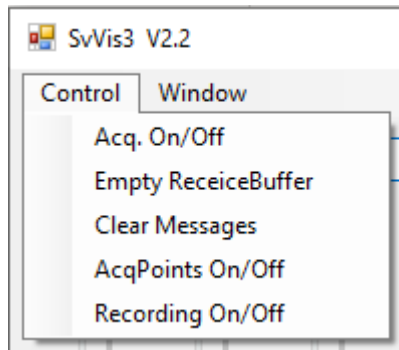 SvVis3 V2.2
Control Window
Acq. On/Off
Empty ReceiceBuffer
Clear Messages
AcqPoints On/Off
Recording On/Off